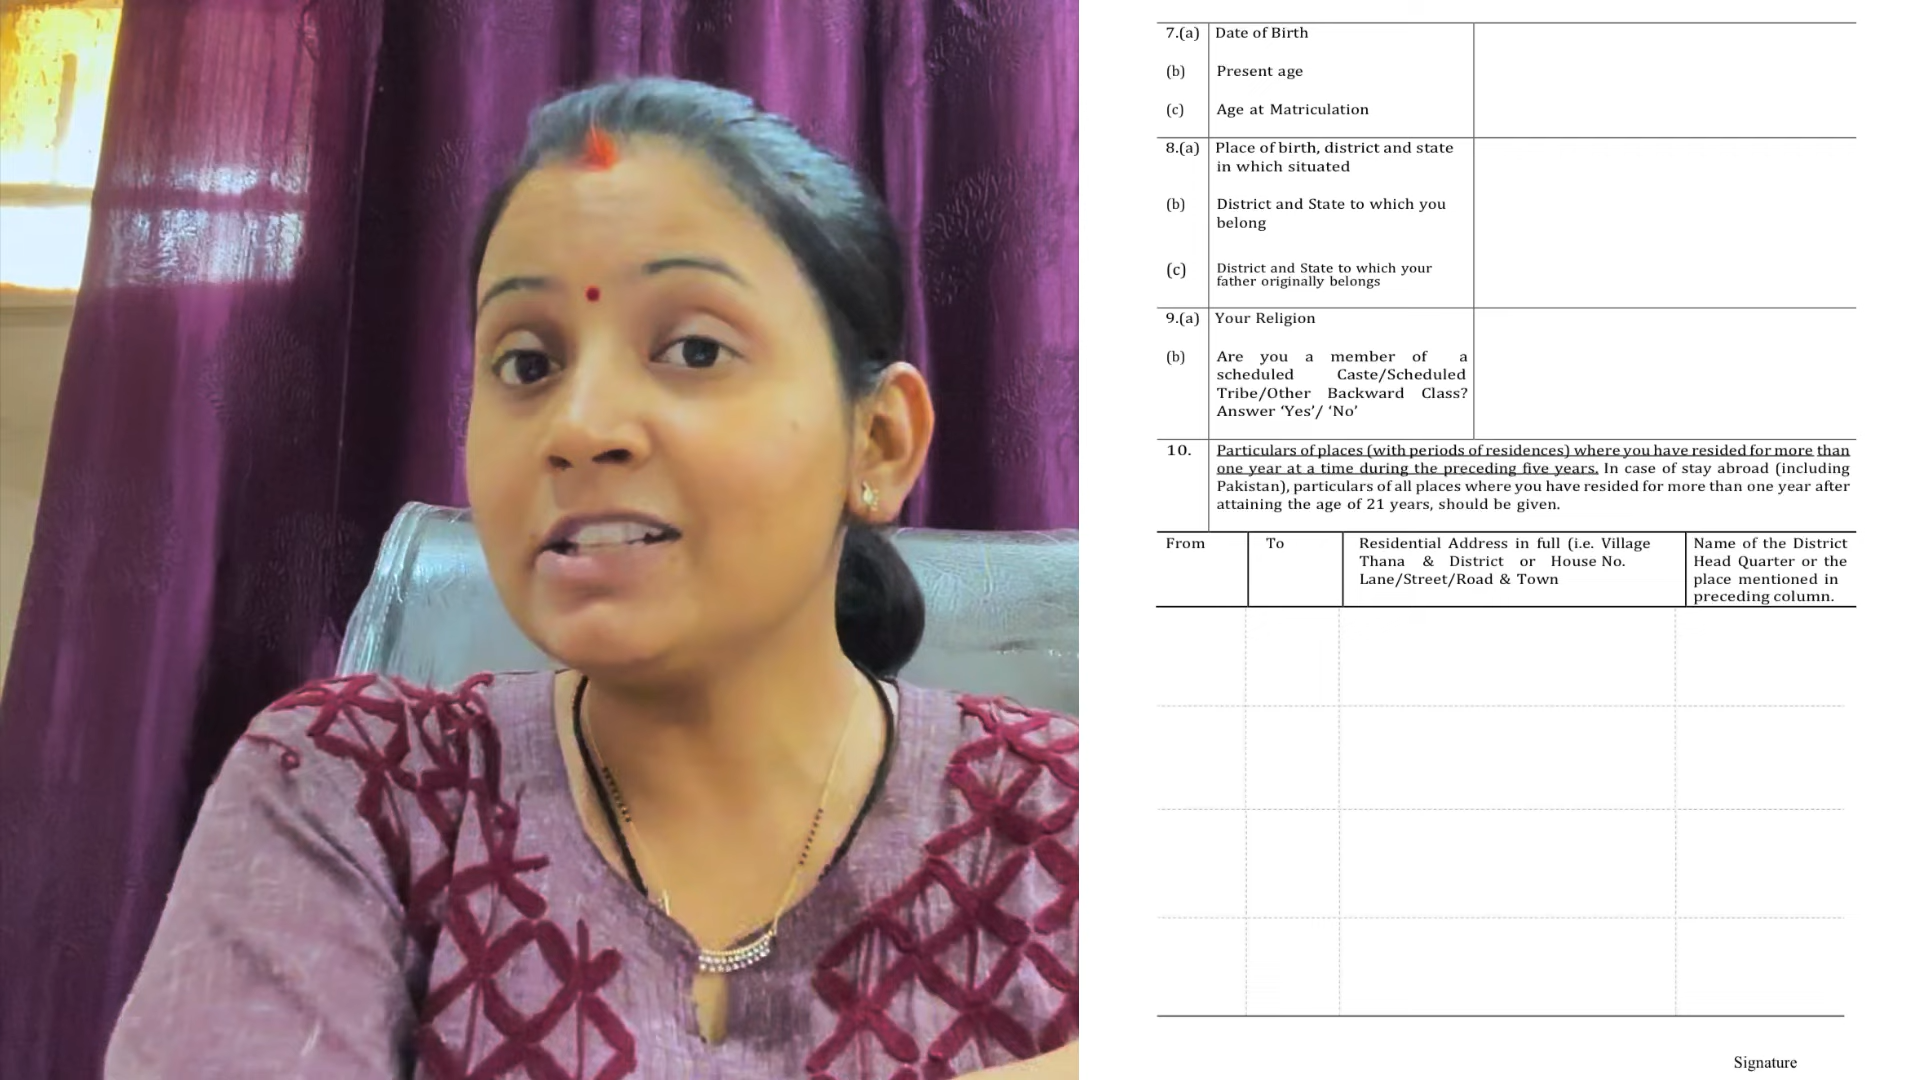 7.(a) Date of Birth
(b) Present age
(c) Age at Matriculation
8.(a) Place of birth, district and state
in which situated
(b) District and State to which you
belong
(c) District and State to which your
father originally belongs
9.(a) Your Religion
(b) Are you a member of a
scheduled Caste/Scheduled
Tribe/Other Backward Class?
Answer ‘Yes’/ ‘No’
10. Particulars of places (with periods of residences) where you have resided for more than
one year at a time during the preceding five years. In case of stay abroad (including
Pakistan), particulars of all places where you have resided for more than one year after
attaining the age of 21 years, should be given.
From
To
Residential Address in full (i.e. Village
Thana & District or House No.
Lane/Street/Road & Town
Name of the District
Head Quarter or the
place mentioned in
preceding column.
Signature